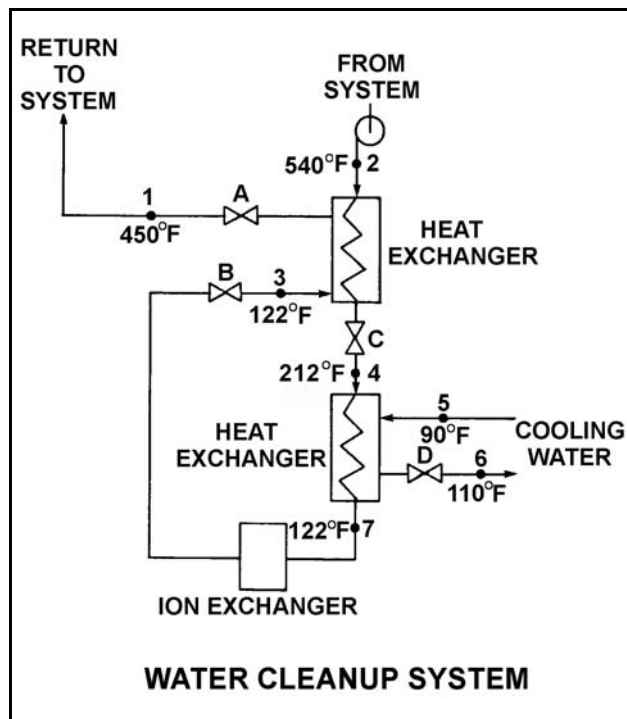 RETURN
TO
SYSTEM
FROM
SYSTEM
540°F
2
1
A
450°F
HEAT
EXCHANGER
B
3
122°F
C
212°F
4
HEAT
EXCHANGER
5
90°F
COOLING
WATER
D
6
110°F
122°F
7
ION EXCHANGER
WATER CLEANUP SYSTEM